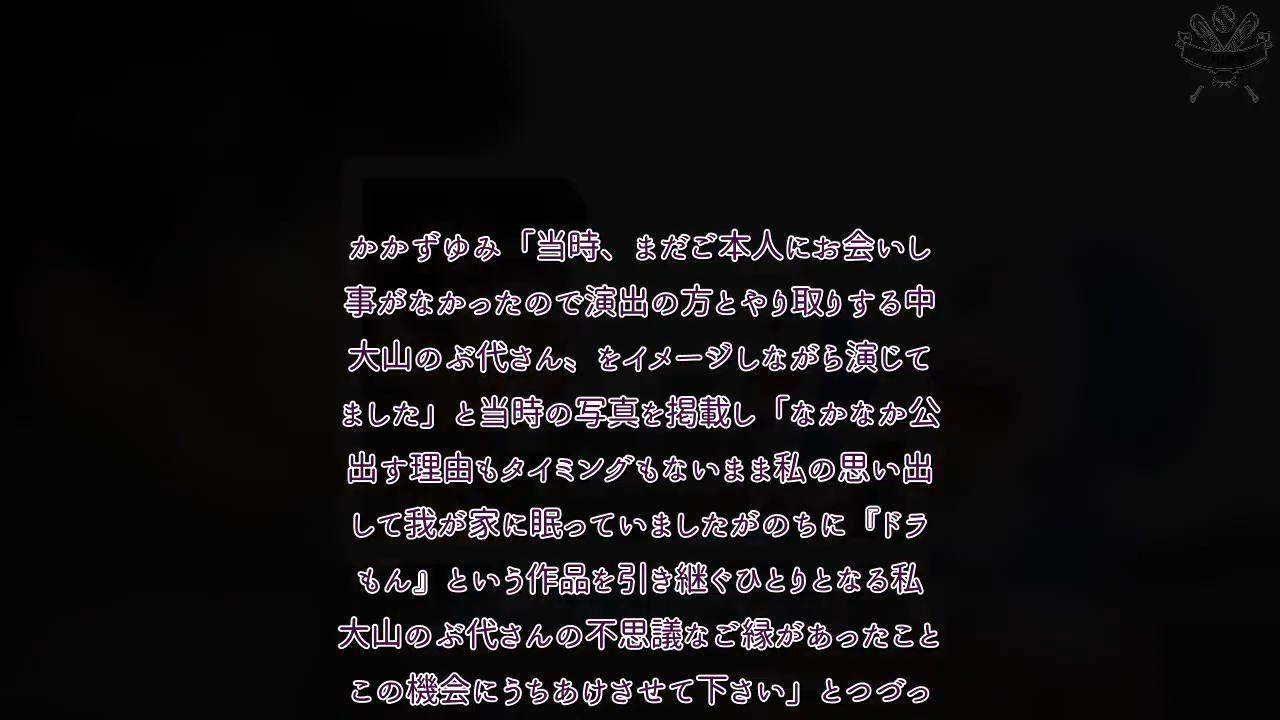 かかずゆみ「当時、まだご本人にお会いし
事がなかったので演出の方とやり取りする中
大山のぶ代さん〟をイメージしながら演じて
ました」と当時の写真を掲載し「なかなか公
出す理由もタイミングもないまま私の思い出
して我が家に眠っていましたがのちに『ドラ
もん』という作品を引き継ぐひとりとなる私
大山のぶ代さんの不思議なご縁があったこと
この機会にうちあけさせて下さい」とつづっ